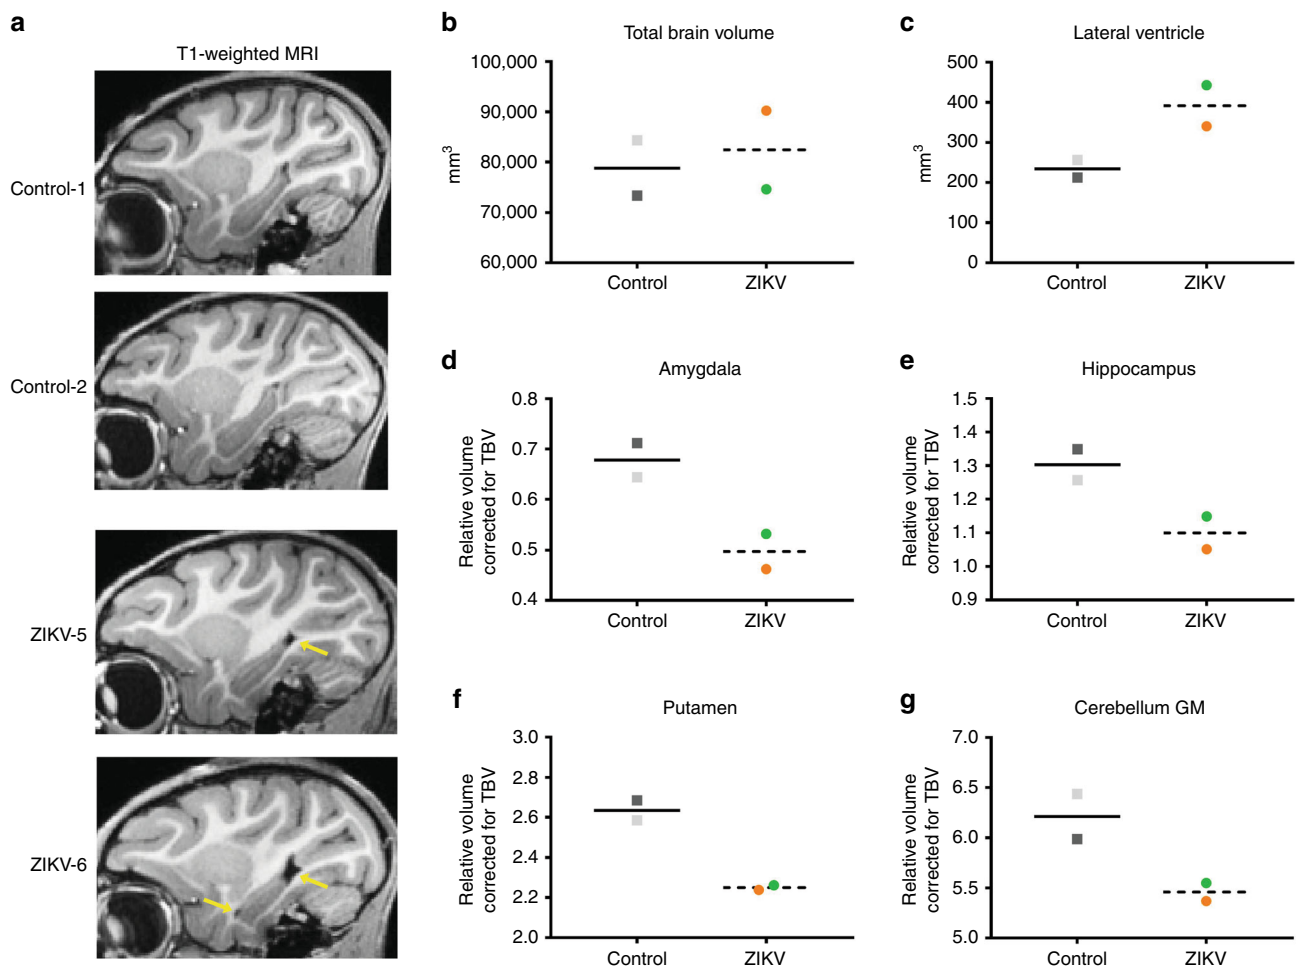 a
T1-weighted MRI
Control-1
Control-2
ZIKV-5
ZIKV-6
b
Total brain volume
mm³
100,000
90,000
80,000
70,000
60,000
Control
ZIKV
c
Lateral ventricle
mm³
500
400
300
200
100
0
Control
ZIKV
d
Amygdala
Relative volume
corrected for TBV
0.8
0.7
0.6
0.5
0.4
Control
ZIKV
e
Hippocampus
Relative volume
corrected for TBV
1.5
1.4
1.3
1.2
1.1
1.0
0.9
Control
ZIKV
f
Putamen
Relative volume
corrected for TBV
3.0
2.8
2.6
2.4
2.2
2.0
Control
ZIKV
g
Cerebellum GM
Relative volume
corrected for TBV
7.0
6.5
6.0
5.5
5.0
Control
ZIKV